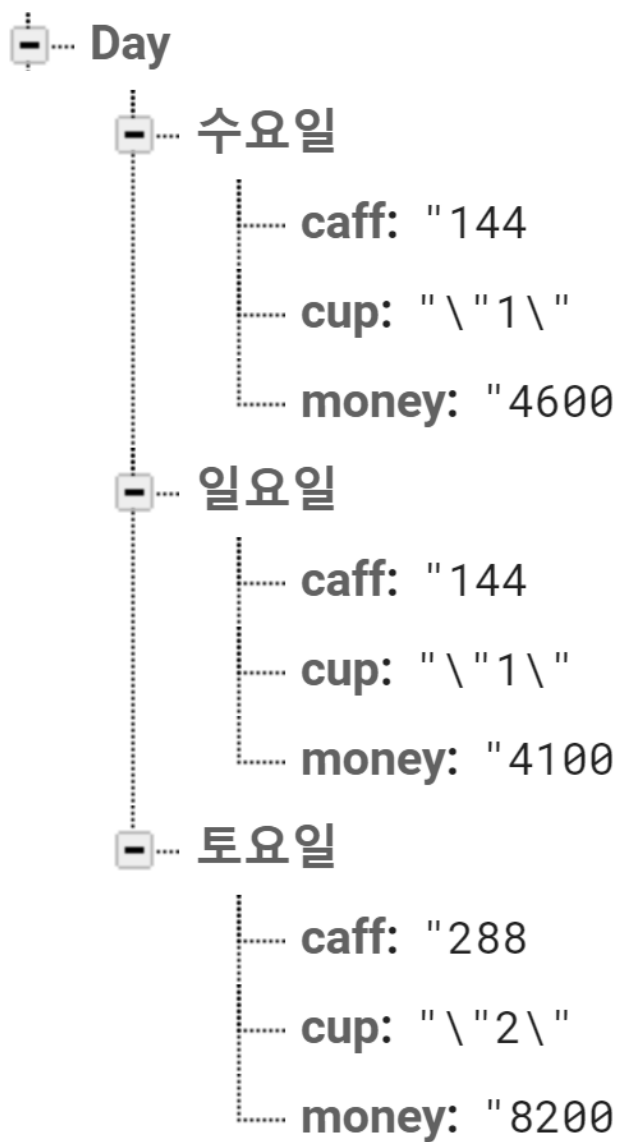 Day
수요일
caff: "144
cup: "\"1\"
money: "4600
일요일
caff: "144
cup: "\"1\"
money: "4100
토요일
caff: "288
cup: "\"2\"
money: "8200